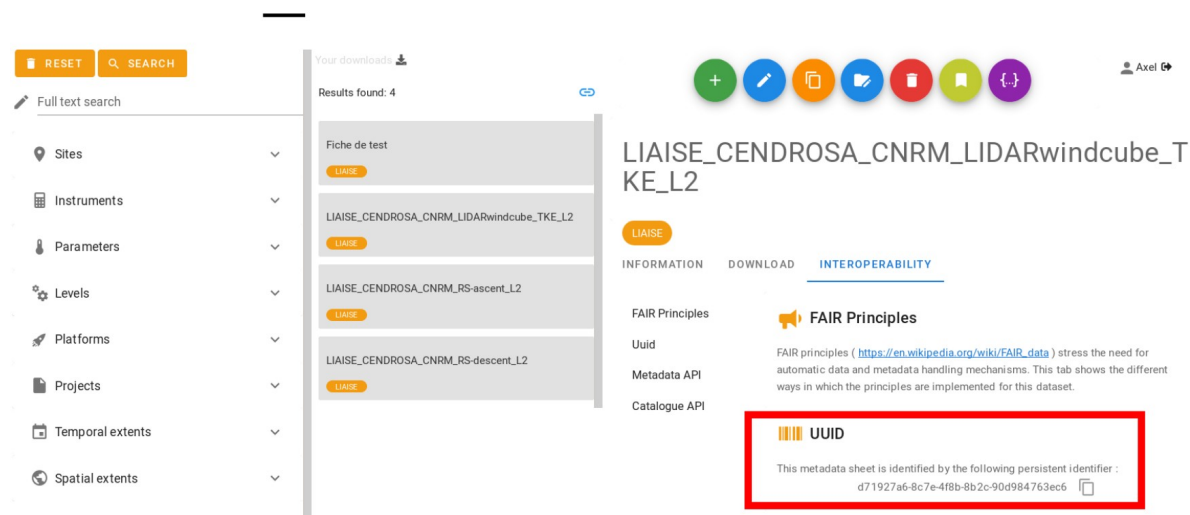 RESET
SEARCH
Full text search
Sites
Instruments
Parameters
Levels
Platforms
Projects
Temporal extents
Spatial extents
Your downloads
Results found: 4
Fiche de test
LIAISE
LIAISE_CENDROSA_CNRM_LIDARwindcube_TKE_L2
LIAISE
LIAISE_CENDROSA_CNRM_RS-ascent_L2
LIAISE
LIAISE_CENDROSA_CNRM_RS-descent_L2
LIAISE
{...}
Axel
LIAISE_CENDROSA_CNRM_LIDARwindcube_T
KE_L2
LIAISE
INFORMATION DOWNLOAD INTEROPERABILITY
FAIR Principles
Uuid
Metadata API
Catalogue API
FAIR Principles
FAIR principles ( https://en.wikipedia.org/wiki/FAIR_data ) stress the need for
automatic data and metadata handling mechanisms. This tab shows the different
ways in which the principles are implemented for this dataset.
UUID
This metadata sheet is identified by the following persistent identifier :
d71927a6-8c7e-4f8b-8b2c-90d984763ec6